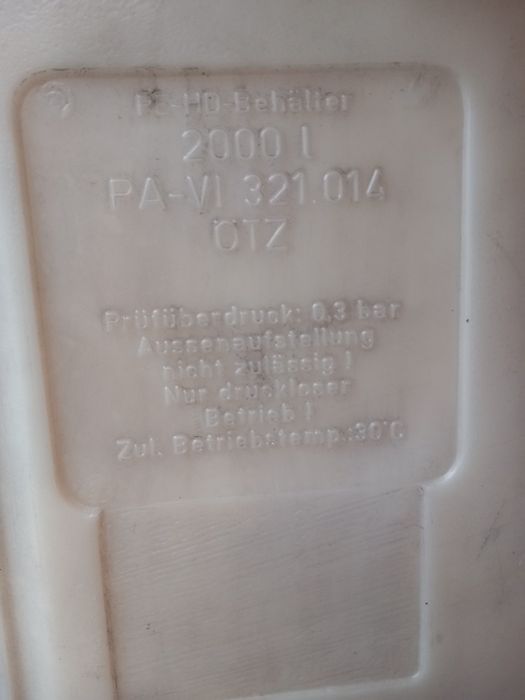 PE-HD-Behälter
2000 l
PA-VI 321.014
ÖTZ
Prüfüberdruck: 0,3 bar
Aussenaufstellung
nicht zulässig !
Nur druckloser
Betrieb !
Zul. Betriebstemp.:30°C